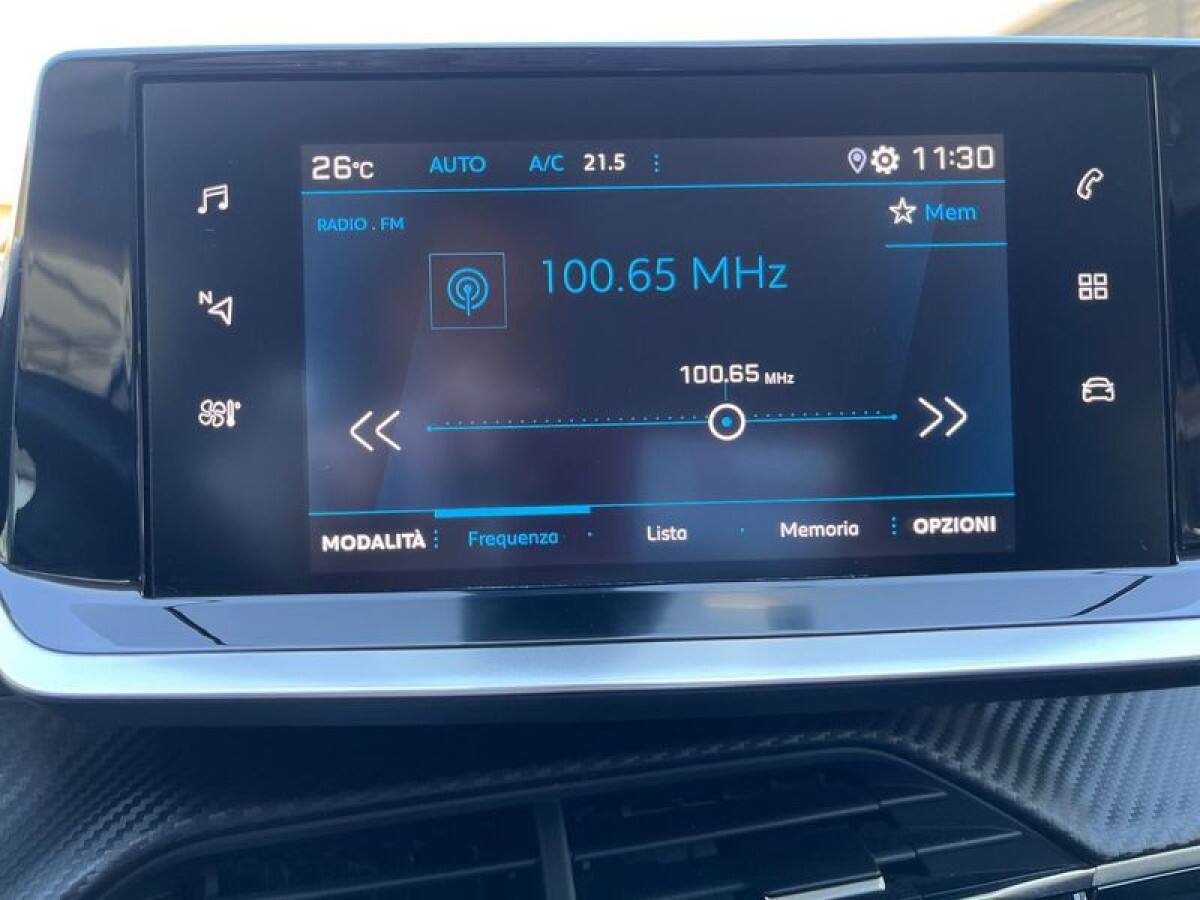 26°C AUTO A/C 21.5 11:30
RADIO . FM
Mem
100.65 MHz
N
100.65 MHz
MODALITÀ Frequenza Lista Memoria OPZIONI